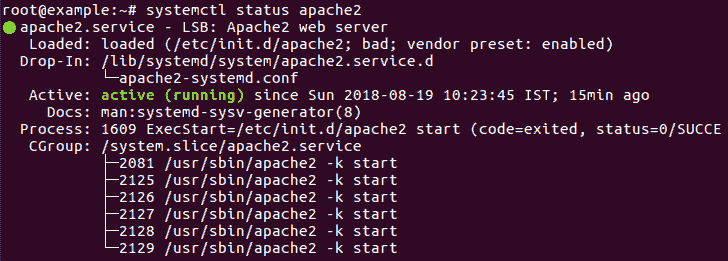 root@example:~# systemctl status apache2
● apache2.service - LSB: Apache2 web server
   Loaded: loaded (/etc/init.d/apache2; bad; vendor preset: enabled)
  Drop-In: /lib/systemd/system/apache2.service.d
           └─apache2-systemd.conf
   Active: active (running) since Sun 2018-08-19 10:23:45 IST; 15min ago
     Docs: man:systemd-sysv-generator(8)
  Process: 1609 ExecStart=/etc/init.d/apache2 start (code=exited, status=0/SUCCE
   CGroup: /system.slice/apache2.service
           ├─2081 /usr/sbin/apache2 -k start
           ├─2125 /usr/sbin/apache2 -k start
           ├─2126 /usr/sbin/apache2 -k start
           ├─2127 /usr/sbin/apache2 -k start
           ├─2128 /usr/sbin/apache2 -k start
           └─2129 /usr/sbin/apache2 -k start